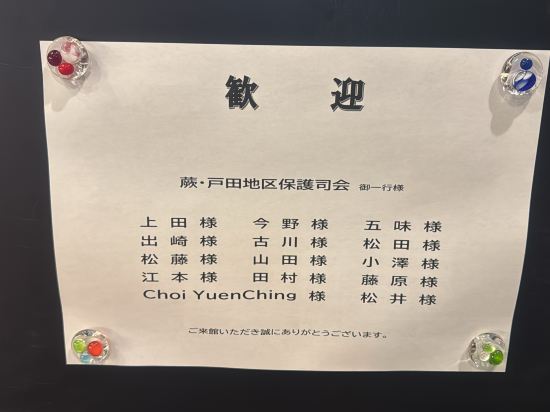 歓　迎
蕨・戸田地区保護司会 御一行様
上田様　今野様　五味様
出崎様　古川様　松田様
松藤様　山田様　小澤様
江本様　田村様　藤原様
Choi YuenChing 様　松井様
ご来館いただき誠にありがとうございます。